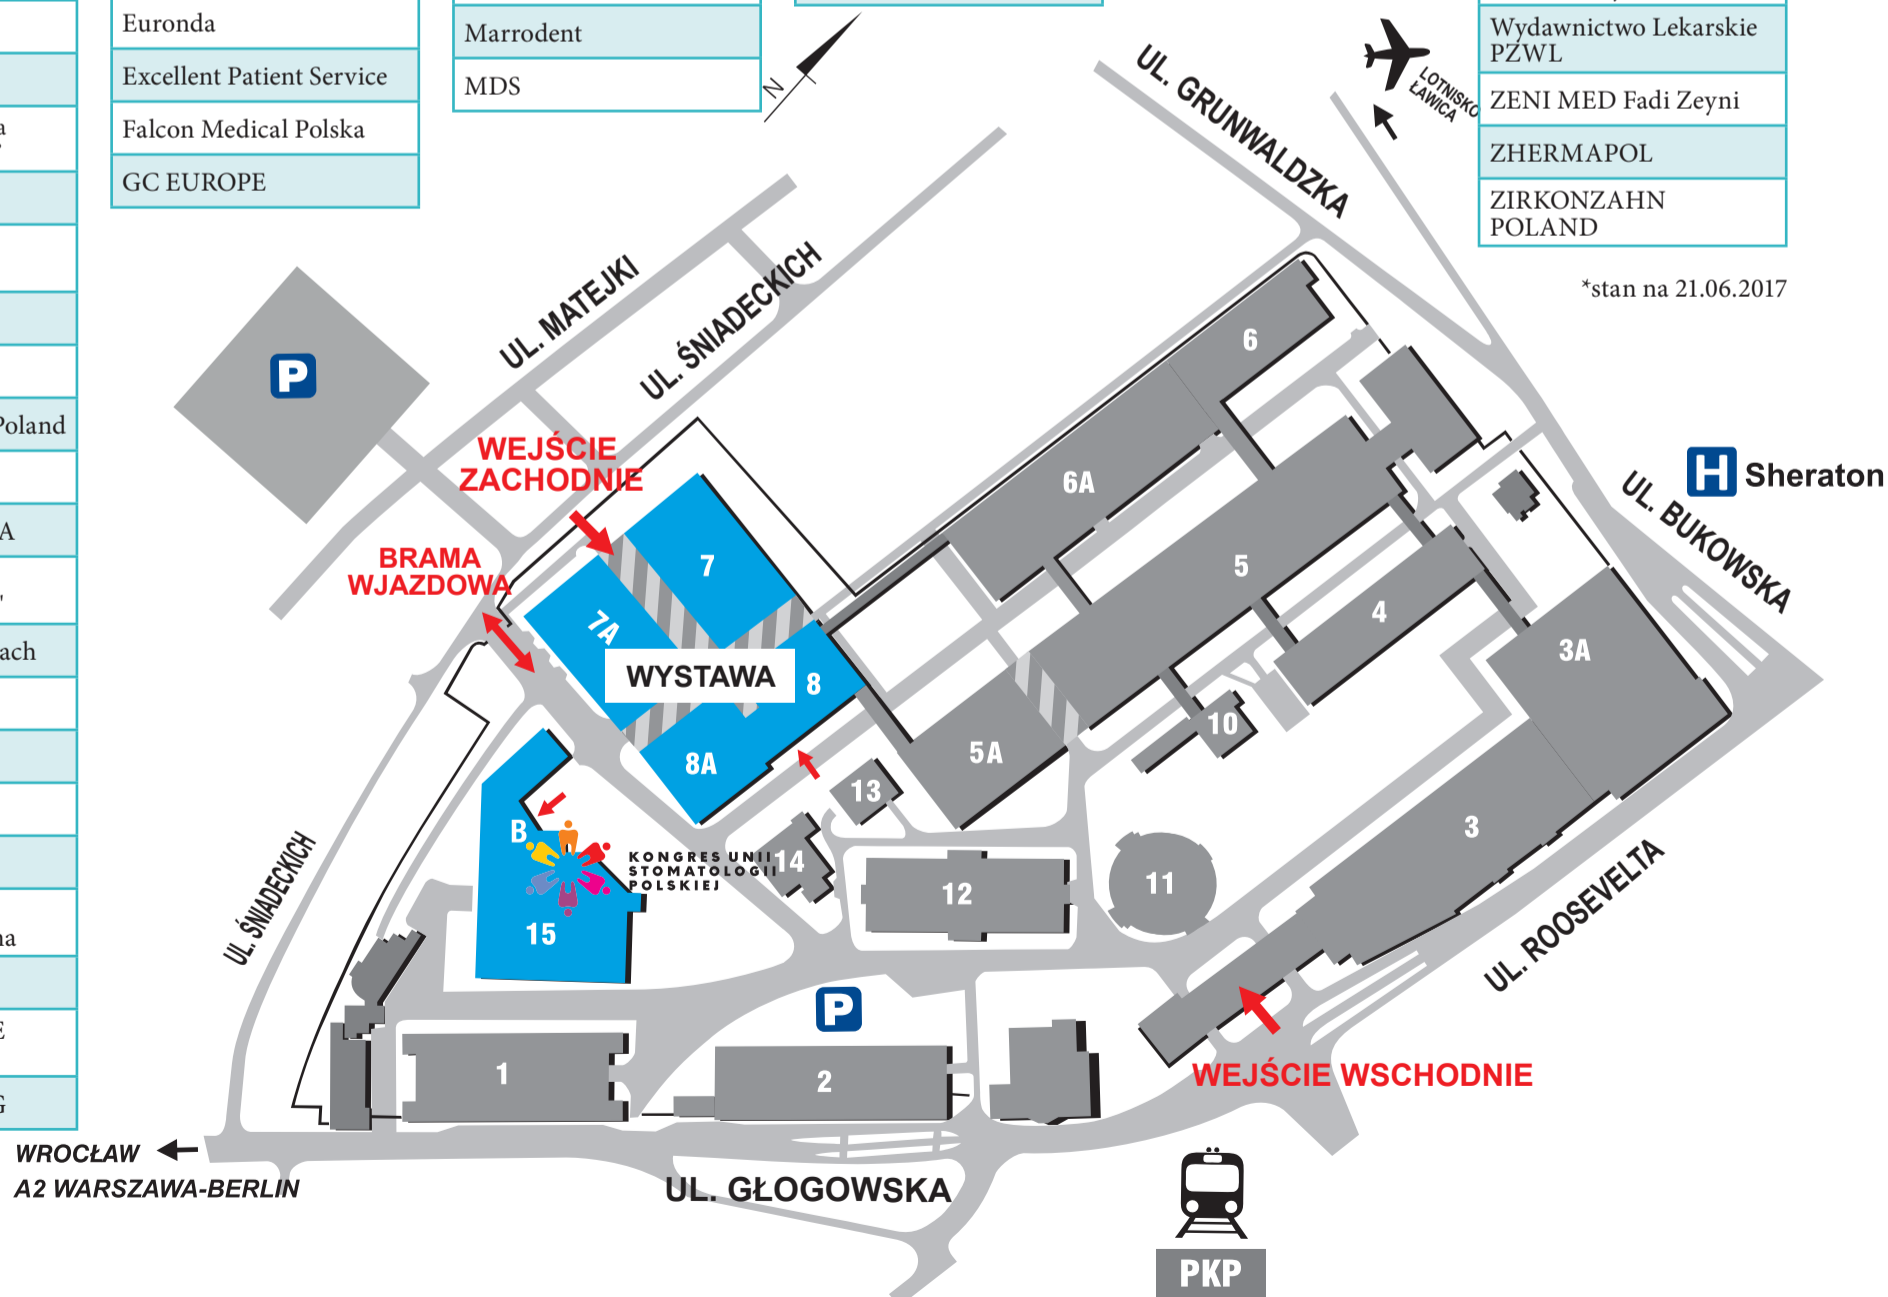 Euronda
Excellent Patient Service
Falcon Medical Polska
GC EUROPE
Marrodent
MDS
Wydawnictwo Lekarskie
PZWL
ZENI MED Fadi Zeyni
ZHERMAPOL
ZIRKONZAHN
POLAND
*stan na 21.06.2017
Poland
A
ach
na
E
G
N
LOTNISKO
ŁAWICA
UL. GRUNWALDZKA
UL. MATEJKI
UL. ŚNIADECKICH
P
WEJŚCIE
ZACHODNIE
BRAMA
WJAZDOWA
H Sheraton
UL. BUKOWSKA
6
6A
5
4
3A
7
7A
WYSTAWA
8
8A
5A
10
13
14
12
11
3
B
15
KONGRES UNII
STOMATOLOGII
POLSKIEJ
UL. ŚNIADECKICH
UL. ROOSEVELTA
P
1
2
WEJŚCIE WSCHODNIE
WROCŁAW
A2 WARSZAWA-BERLIN
UL. GŁOGOWSKA
PKP